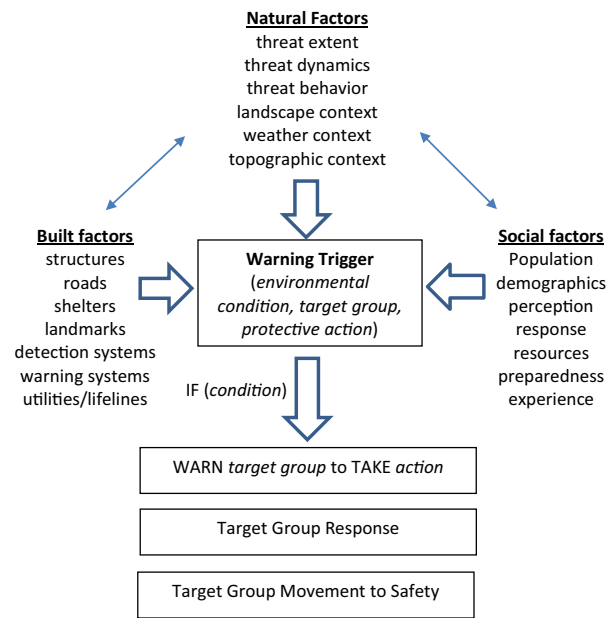 Natural Factors
threat extent
threat dynamics
threat behavior
landscape context
weather context
topographic context
Built factors
structures
roads
shelters
landmarks
detection systems
warning systems
utilities/lifelines
Warning Trigger
(environmental
condition, target group,
protective action)
Social factors
Population
demographics
perception
response
resources
preparedness
experience
IF (condition)
WARN target group to TAKE action
Target Group Response
Target Group Movement to Safety